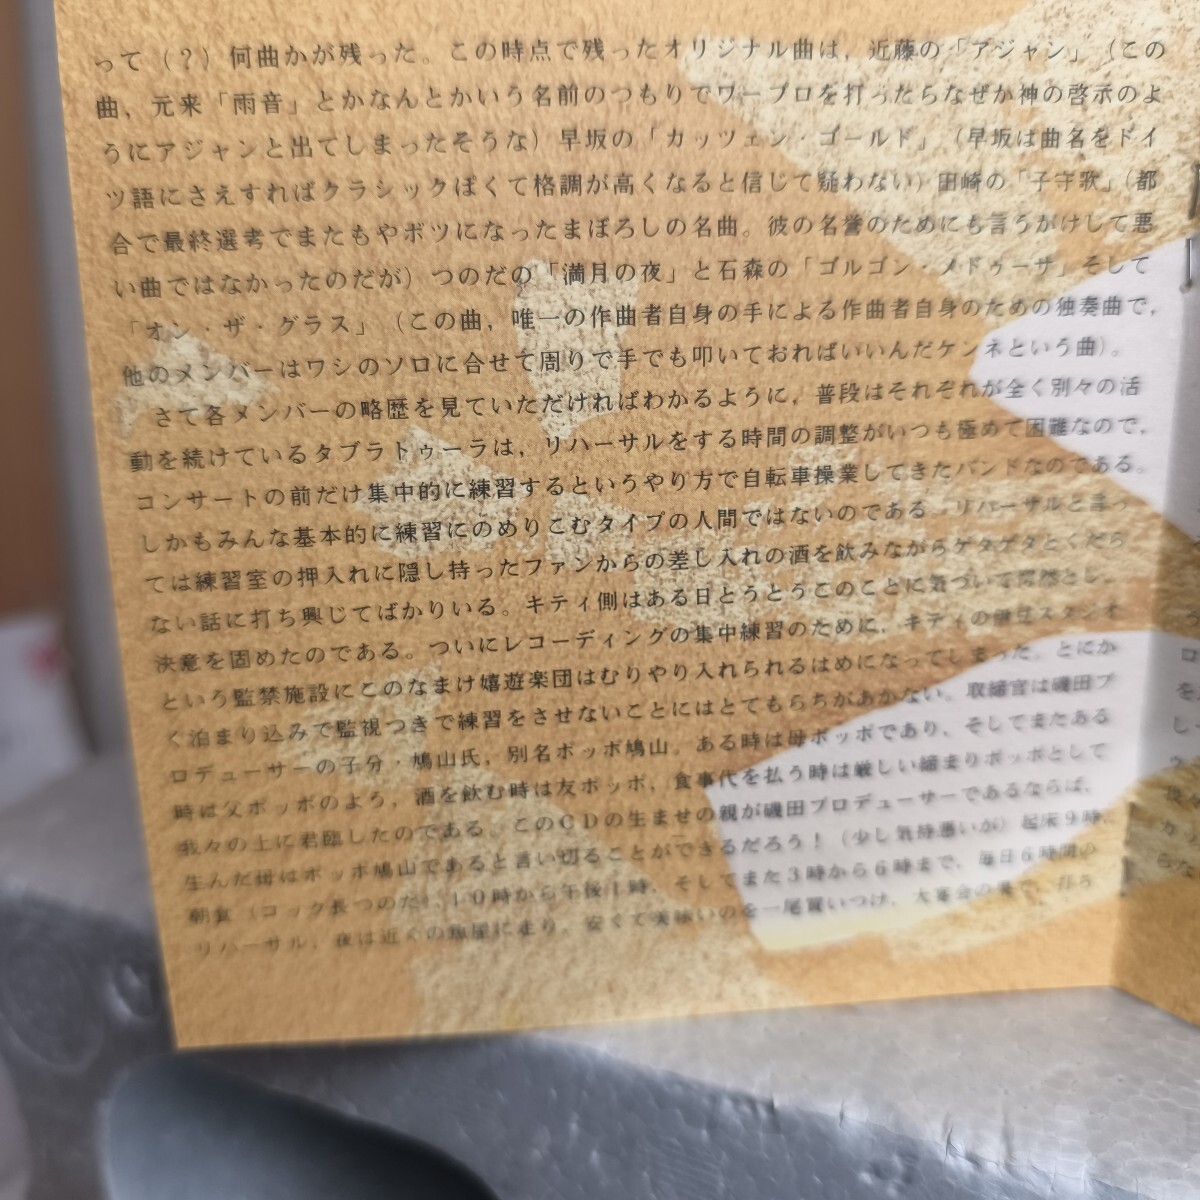 って（？）何曲かが残った。この時点で残ったオリジナル曲は，近藤の「アジャン」（この
曲，元来「雨音」とかなんとかいう名前のつもりでワープロを打ったらなぜか神の啓示のよ
うにアジャンと出てしまったそうな）早坂の「カッツェン・ゴールド」（早坂は曲名をドイ
ツ語にさえすればクラシックぽくて格調が高くなると信じて疑わない）田崎の「子守歌」（都
合で最終選考でまたもやボツになったまぼろしの名曲。彼の名誉のためにも言うがけして悪
い曲ではなかったのだが）つのだの「満月の夜」と石森の「ゴルゴン・メドゥーサ」そして
「オン・ザ・グラス」（この曲，唯一の作曲者自身の手による作曲者自身のための独奏曲で，
他のメンバーはワシのソロに合せて周りで手でも叩いておればいいんだケンネという曲）。
さて各メンバーの略歴を見ていただければわかるように，普段はそれぞれが全く別々の活
動を続けているタブラトゥーラは，リハーサルをする時間の調整がいつも極めて困難なので，
コンサートの前だけ集中的に練習するというやり方で自転車操業してきたバンドなのである。
しかもみんな基本的に練習にのめりこむタイプの人間ではないのである。リハーサルと言っ
ては練習室の押入れに隠し持ったファンからの差し入れの酒を飲みながらゲタゲタとくだら
ない話に打ち興じてばかりいる。キティ側はある日とうとうこのことに気づいて愕然とし，
決意を固めたのである。ついにレコーディングの集中練習のために，キティの伊豆スタジオ
という監禁施設にこのなまけ嬉遊楽団はむりやり入れられるはめになってしまった。とにか
く泊まり込みで監視つきで練習をさせないことにはとてもらちがあかない。取締官は磯田プ
ロデューサーの子分・鳩山氏，別名ポッポ鳩山。ある時は母ポッポであり，そしてまたある
時は父ポッポのよう，酒を飲む時は友ポッポ，食事代を払う時は厳しい締まりポッポとして
我々の上に君臨したのである。このＣＤの生ませの親が磯田プロデューサーであるならば，
生んだ母はポッポ鳩山であると言い切ることができるだろう！（少し気持悪いが）起床９時，
朝食（コック長つのだ），１０時から午後１時，そしてまた３時から６時まで，毎日６時間の
リハーサル，夜は近くの魚屋に走り，安くて美味いのを一尾買いつけ，大宴会の
ロ
を
し
カ
らな